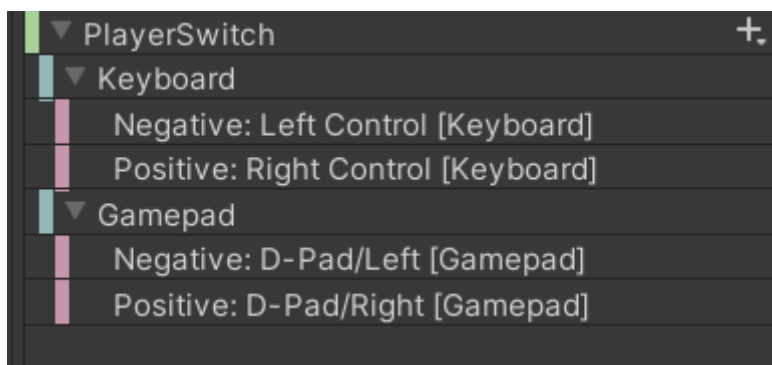 PlayerSwitch
Keyboard
Negative: Left Control [Keyboard]
Positive: Right Control [Keyboard]
Gamepad
Negative: D-Pad/Left [Gamepad]
Positive: D-Pad/Right [Gamepad]